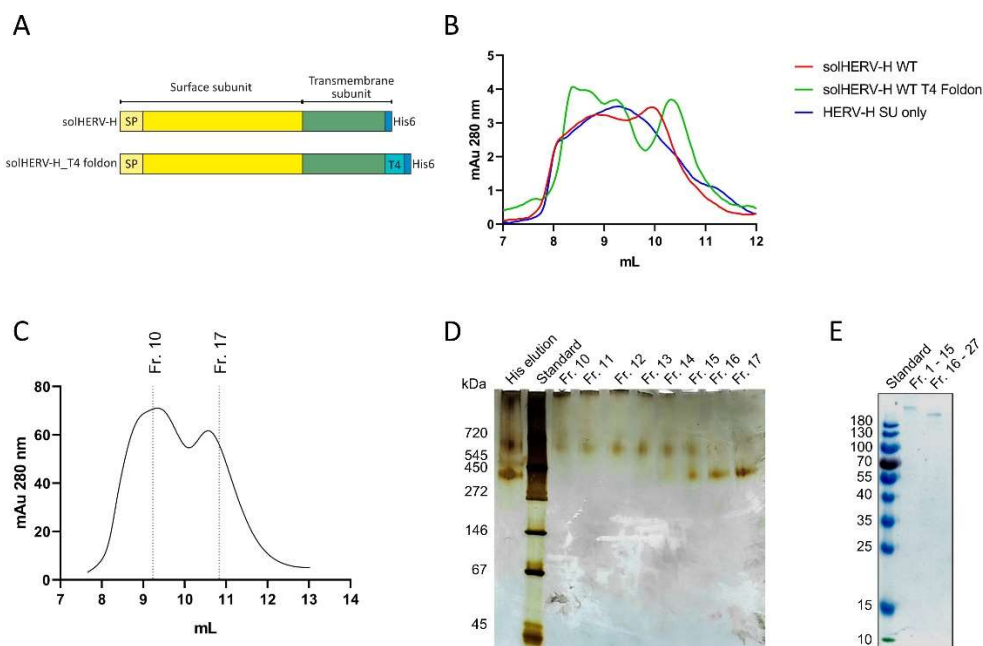 A
Surface subunit
Transmembrane
subunit
solHERV-H
SP
His6
solHERV-H_T4 foldon
SP
T4
His6
B
mAu 280 nm
5
4
3
2
1
0
7
8
9
10
11
12
mL
solHERV-H WT
solHERV-H WT T4 Foldon
HERV-H SU only
C
Fr. 10
Fr. 17
mAu 280 nm
80
60
40
20
0
7
8
9
10
11
12
13
14
mL
D
His elution
Standard
Fr. 10
Fr. 11
Fr. 12
Fr. 13
Fr. 14
Fr. 15
Fr. 16
Fr. 17
kDa
720
545
450
272
146
67
45
E
Standard
Fr. 1 - 15
Fr. 16 - 27
180
130
100
70
55
40
35
25
15
10